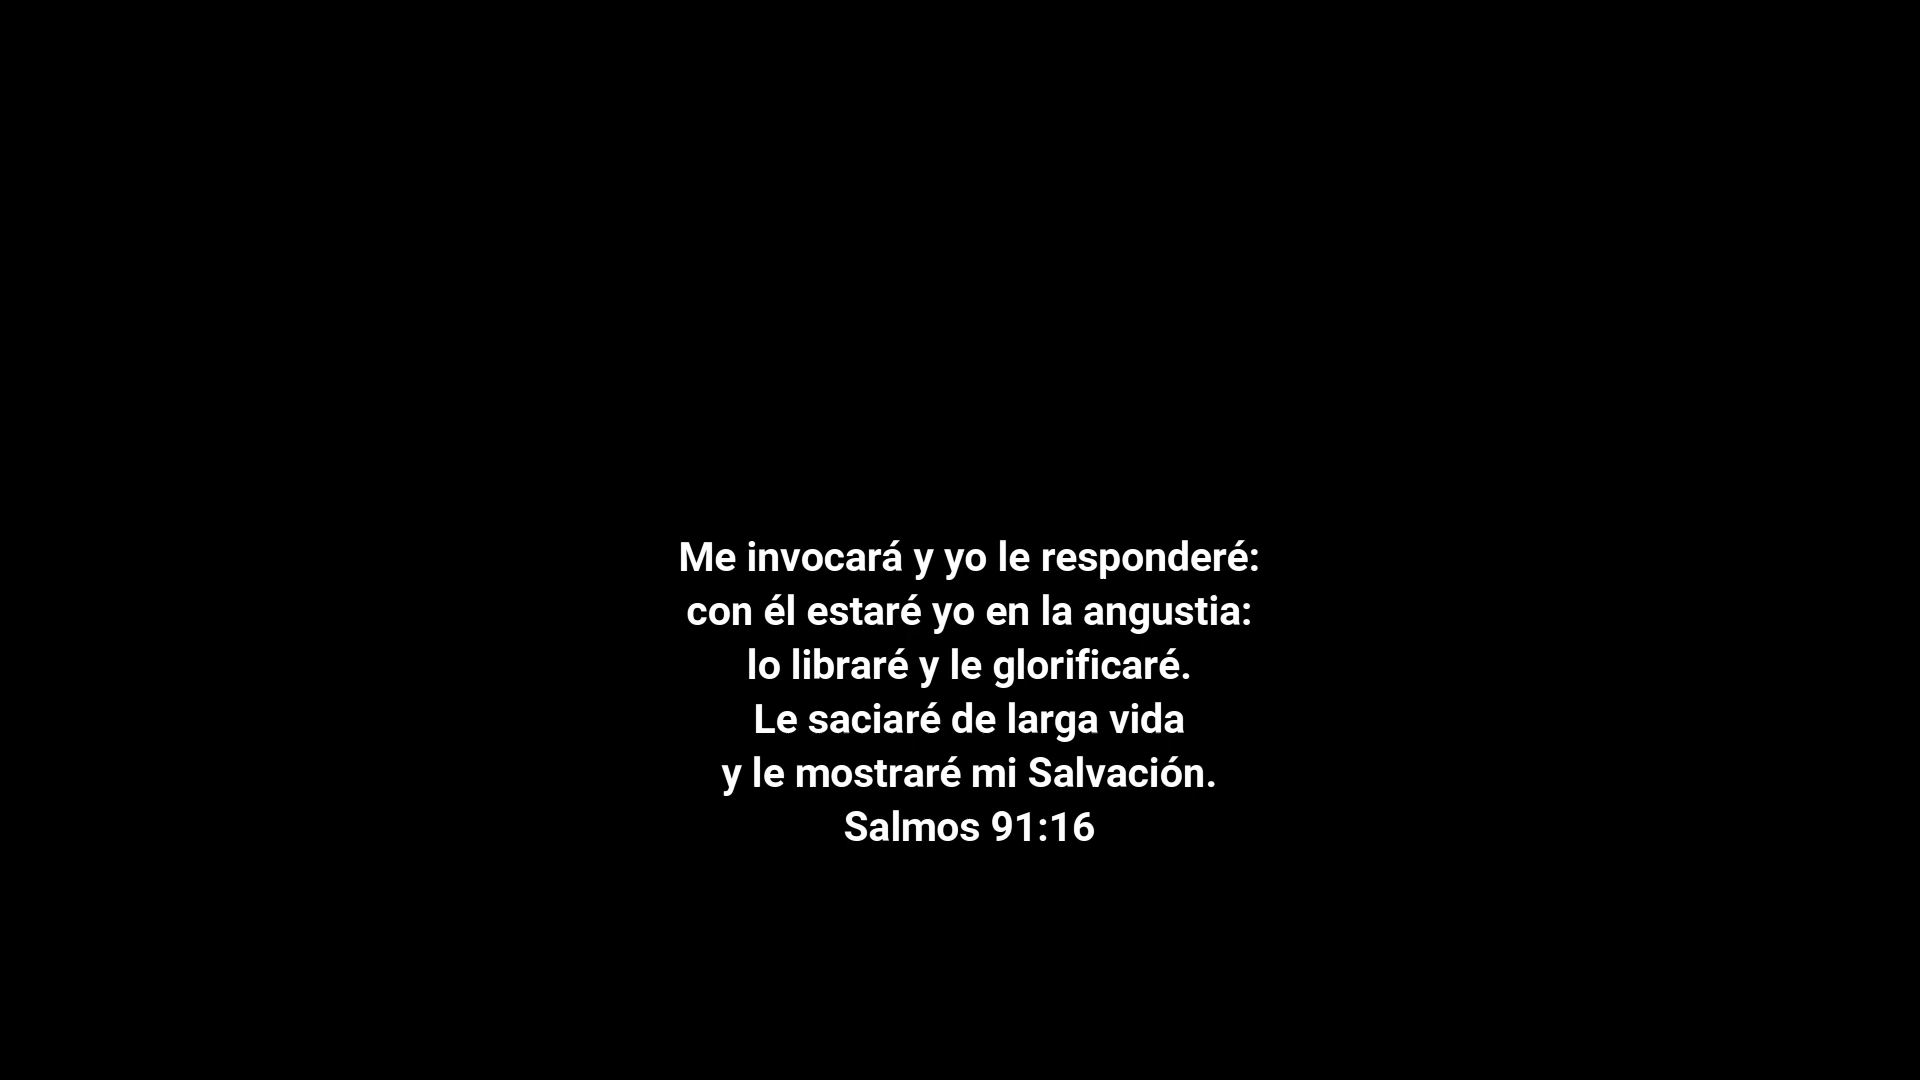 Me invocará y yo le responderé:
con él estaré yo en la angustia:
lo libraré y le glorificaré.
Le saciaré de larga vida
y le mostraré mi Salvación.
Salmos 91:16